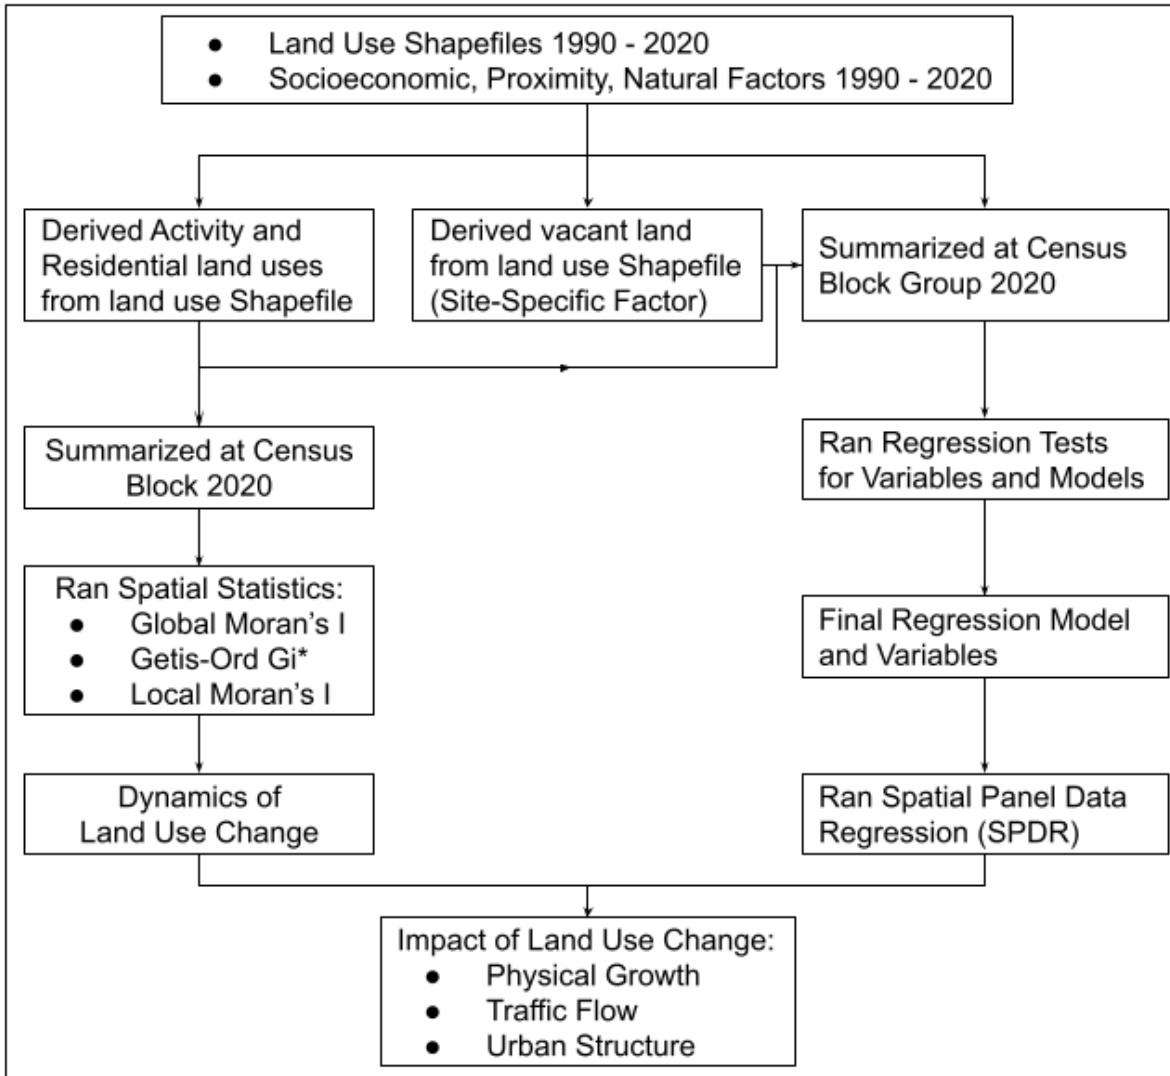 ● Land Use Shapefiles 1990 - 2020
● Socioeconomic, Proximity, Natural Factors 1990 - 2020
Derived Activity and
Residential land uses
from land use Shapefile
Derived vacant land
from land use Shapefile
(Site-Specific Factor)
Summarized at Census
Block Group 2020
Summarized at Census
Block 2020
Ran Regression Tests
for Variables and Models
Ran Spatial Statistics:
● Global Moran's I
● Getis-Ord Gi*
● Local Moran's I
Final Regression Model
and Variables
Dynamics of
Land Use Change
Ran Spatial Panel Data
Regression (SPDR)
Impact of Land Use Change:
● Physical Growth
● Traffic Flow
● Urban Structure